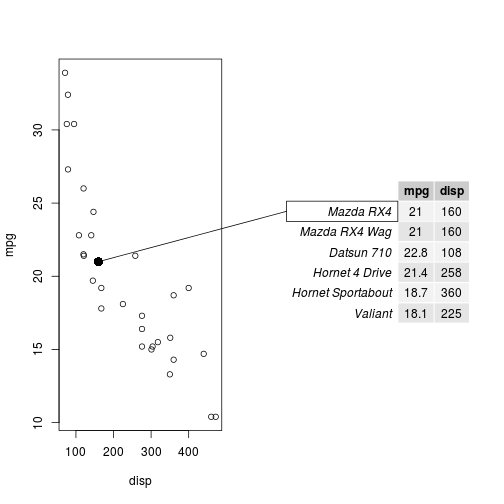 mpg disp
Mazda RX4 21 160
Mazda RX4 Wag 21 160
Datsun 710 22.8 108
Hornet 4 Drive 21.4 258
Hornet Sportabout 18.7 360
Valiant 18.1 225
mpg
30
25
20
15
10
100 200 300 400
disp